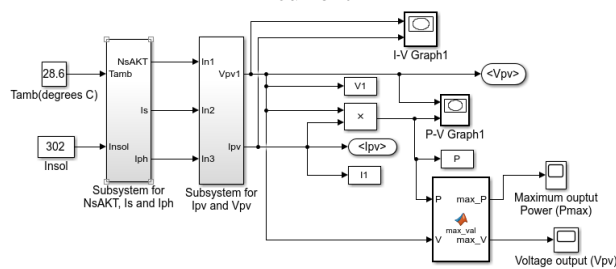 I-V Graph1
NsAKT
Tamb
28.6
Tamb(degrees C)
In1
Vpv1
<Vpv>
V1
Is
In2
×
P-V Graph1
302
Insol
Insol
Iph
In3
Ipv
<Ipv>
P
I1
Subsystem for
NsAKT, Is and Iph
Subsystem for
Ipv and Vpv
P
max_P
max_val
V
max_V
Maximum ouptut
Power (Pmax)
Voltage output (Vpv)